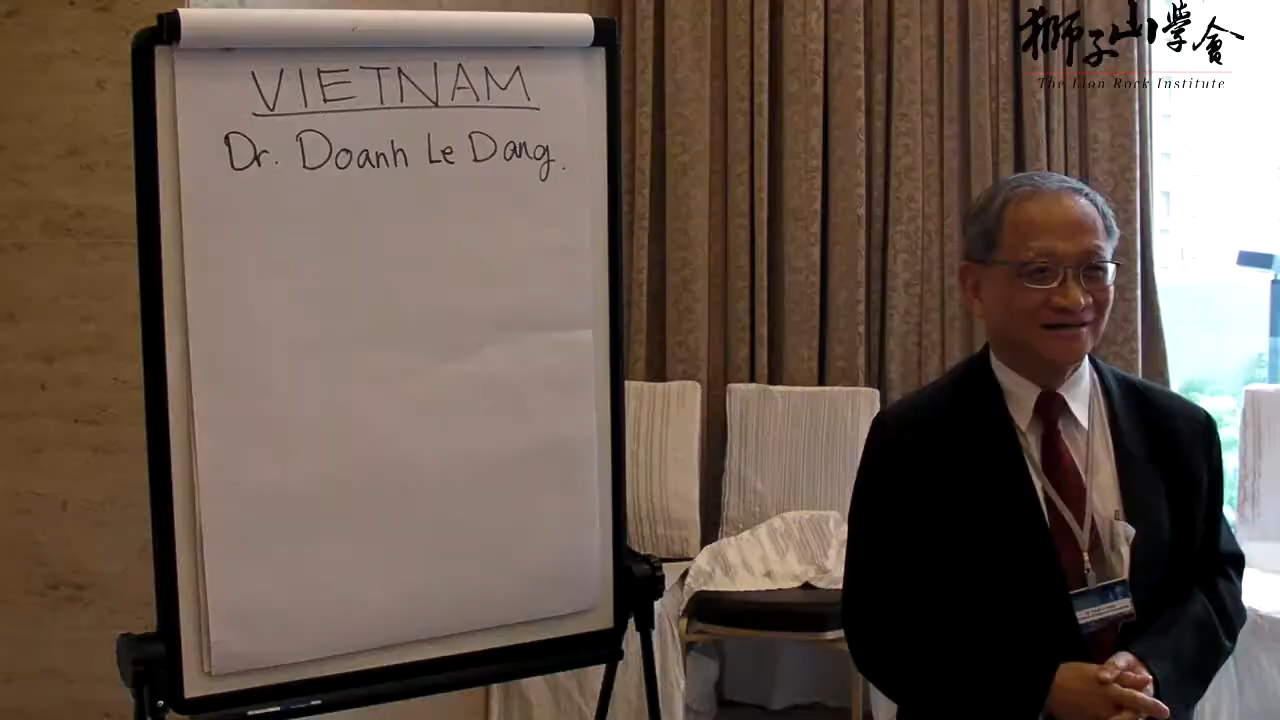 VIETNAM
Dr. Doanh Le Dang.
獅子山學會
The Lion Rock Institute